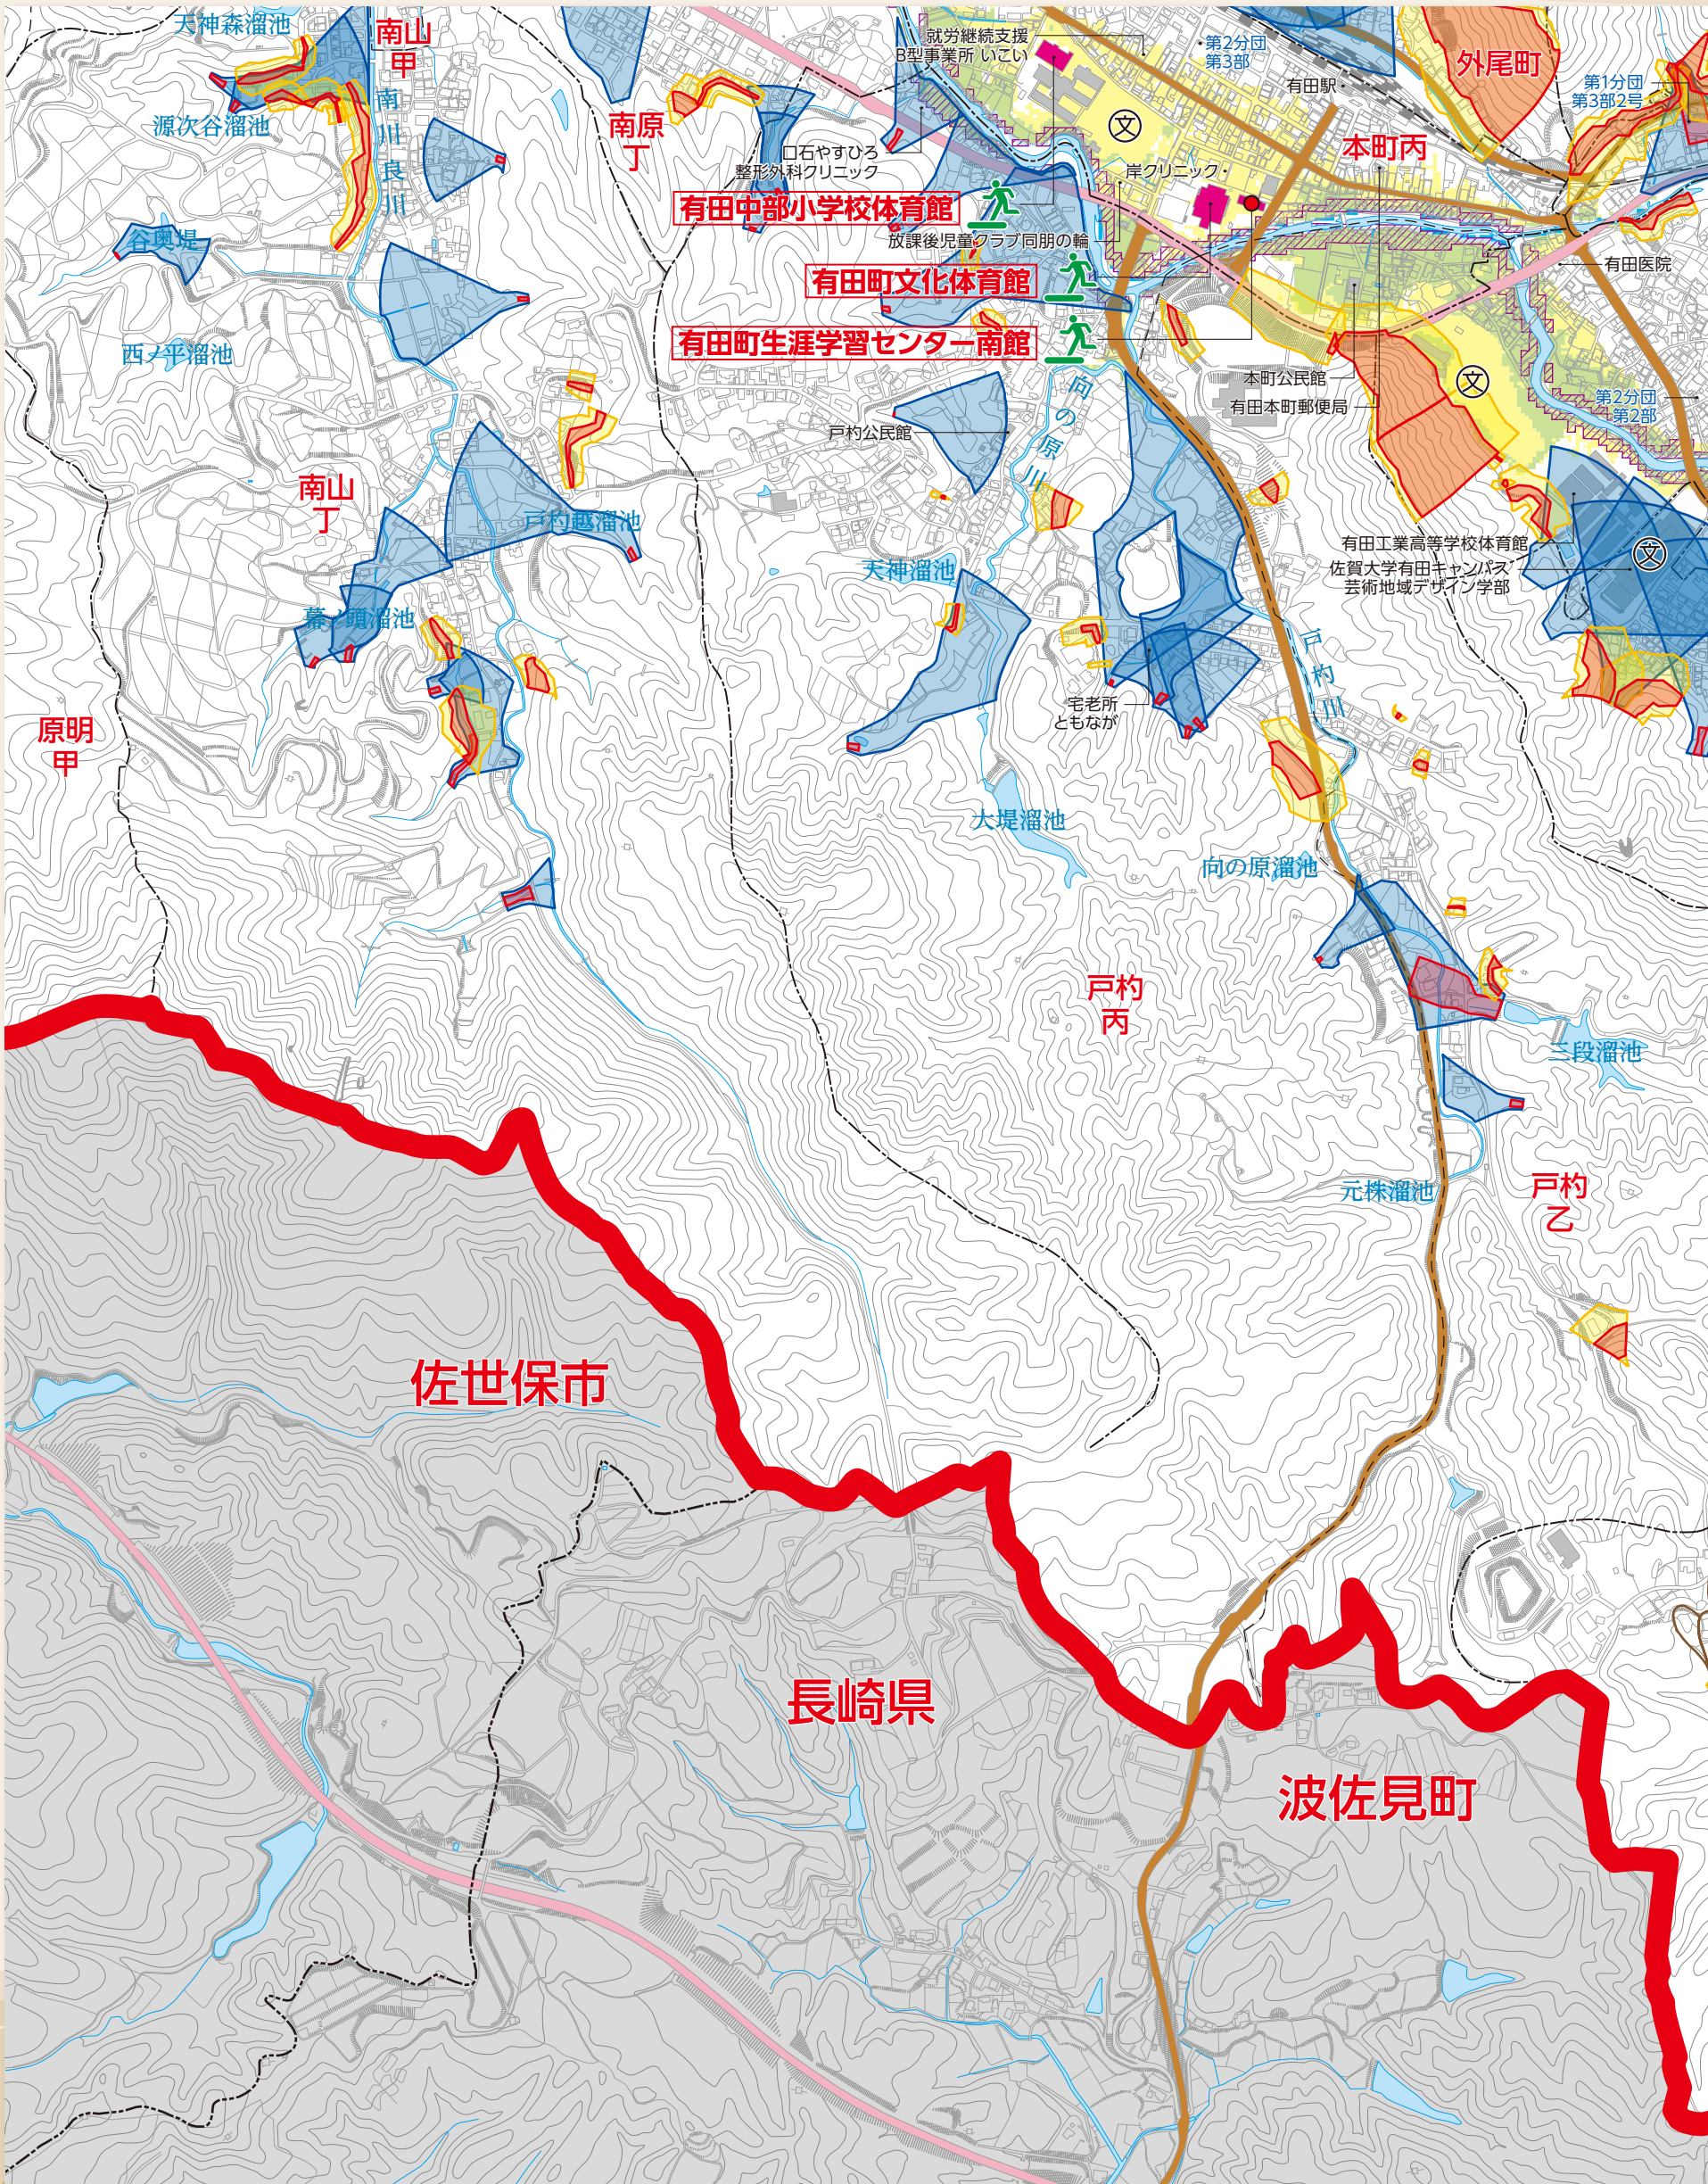 天神森溜池
南山
甲
南川良川
源次谷溜池
谷奥堤
西ノ平溜池
南山
丁
戸杓越溜池
幕ノ頭溜池
原明
甲
南原
丁
就労継続支援
B型事業所 いこい
口石やすひろ
整形外科クリニック
有田中部小学校体育館
放課後児童クラブ同朋の輪
有田町文化体育館
有田町生涯学習センター南館
文
岸クリニック
有田駅
第2分団
第3部
外尾町
第1分団
第3部2号
本町丙
有田医院
本町公民館
有田本町郵便局
文
第2分団
第2部
戸杓公民館
向の原川
天神溜池
有田工業高等学校体育館
佐賀大学有田キャンパス
芸術地域デザイン学部
文
宅老所
ともなが
戸杓川
大堤溜池
向の原溜池
戸杓
丙
三段溜池
元株溜池
戸杓
乙
佐世保市
長崎県
波佐見町